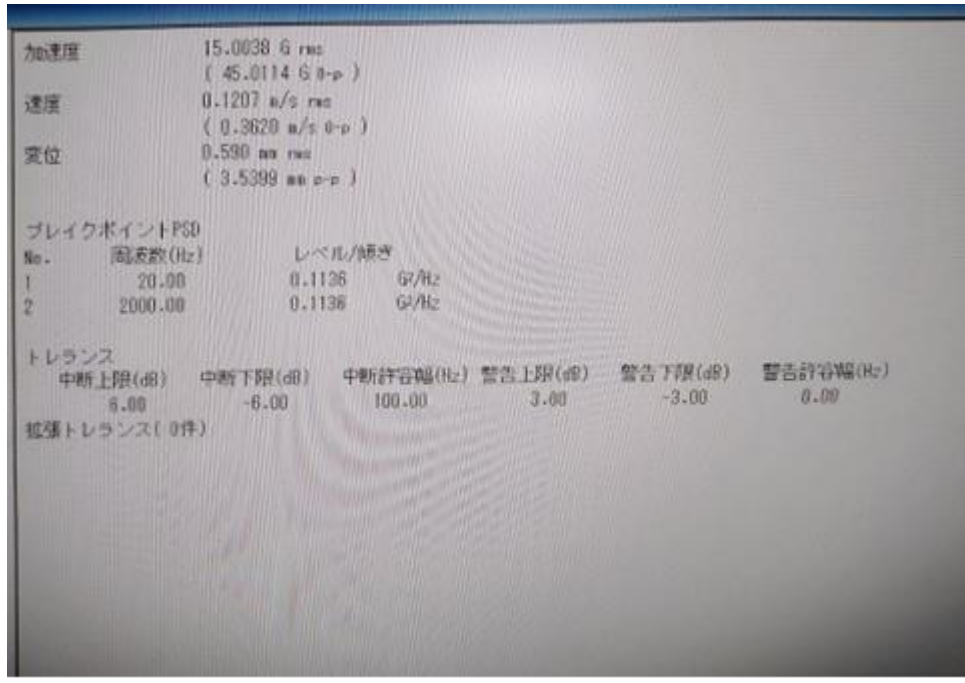 加速度 15.0038 G rms
( 45.0114 G 0-p )
速度 0.1207 m/s rms
( 0.3620 m/s 0-p )
変位 0.590 mm rms
( 3.5399 mm p-p )
ブレイクポイントPSD
No. 周波数(Hz) レベル/傾き
1 20.00 0.1136 G²/Hz
2 2000.00 0.1136 G²/Hz
トレランス
中断上限(dB) 中断下限(dB) 中断許容幅(Hz) 警告上限(dB) 警告下限(dB) 警告許容幅(Hz)
6.00 -6.00 100.00 3.00 -3.00 0.00
拡張トレランス( 0件)